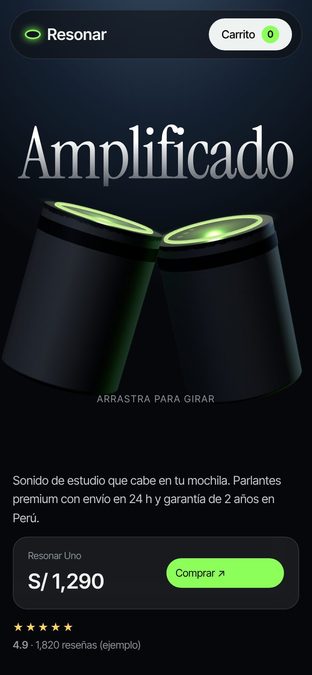 Resonar
Carrito 0
Amplificado
ARRASTRA PARA GIRAR
Sonido de estudio que cabe en tu mochila. Parlantes
premium con envío en 24 h y garantía de 2 años en
Perú.
Resonar Uno
S/ 1,290
Comprar ↗
★★★★★
4.9 · 1,820 reseñas (ejemplo)